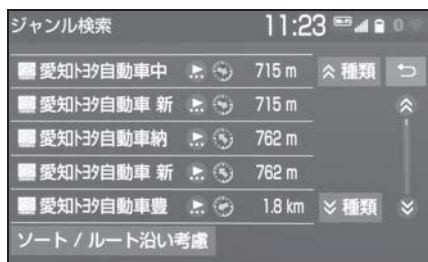 ジャンル検索 11:23
愛知トヨタ自動車中 715 m 種類
愛知トヨタ自動車 新 715 m
愛知トヨタ自動車納 762 m
愛知トヨタ自動車 新 762 m
愛知トヨタ自動車豊 1.8 km 種類
ソート / ルート沿い考慮